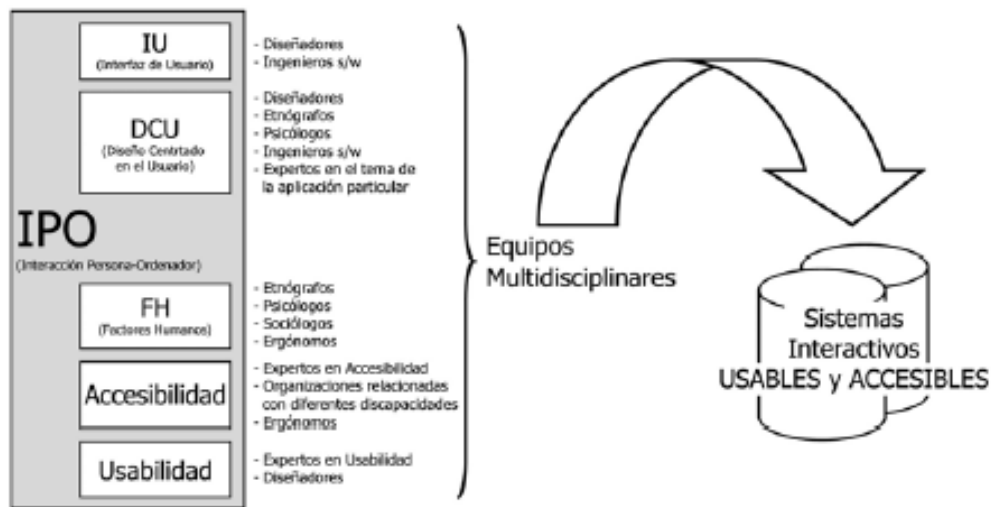 IU
(Interfaz de Usuario)
- Diseñadores
- Ingenieros s/w
DCU
(Diseño Centrtado
en el Usuario)
- Diseñadores
- Etnógrafos
- Psicólogos
- Ingenieros s/w
- Expertos en el tema de
la aplicación particular
IPO
(Interacción Persona-Ordenador)
FH
(Factores Humanos)
- Etnógrafos
- Psicólogos
- Sociólogos
- Ergónomos
Accesibilidad
- Expertos en Accesibilidad
- Organizaciones relacionadas
con diferentes discapacidades
- Ergónomos
Usabilidad
- Expertos en Usabilidad
- Diseñadores
Equipos
Multidisciplinares
Sistemas
Interactivos
USABLES y ACCESIBLES